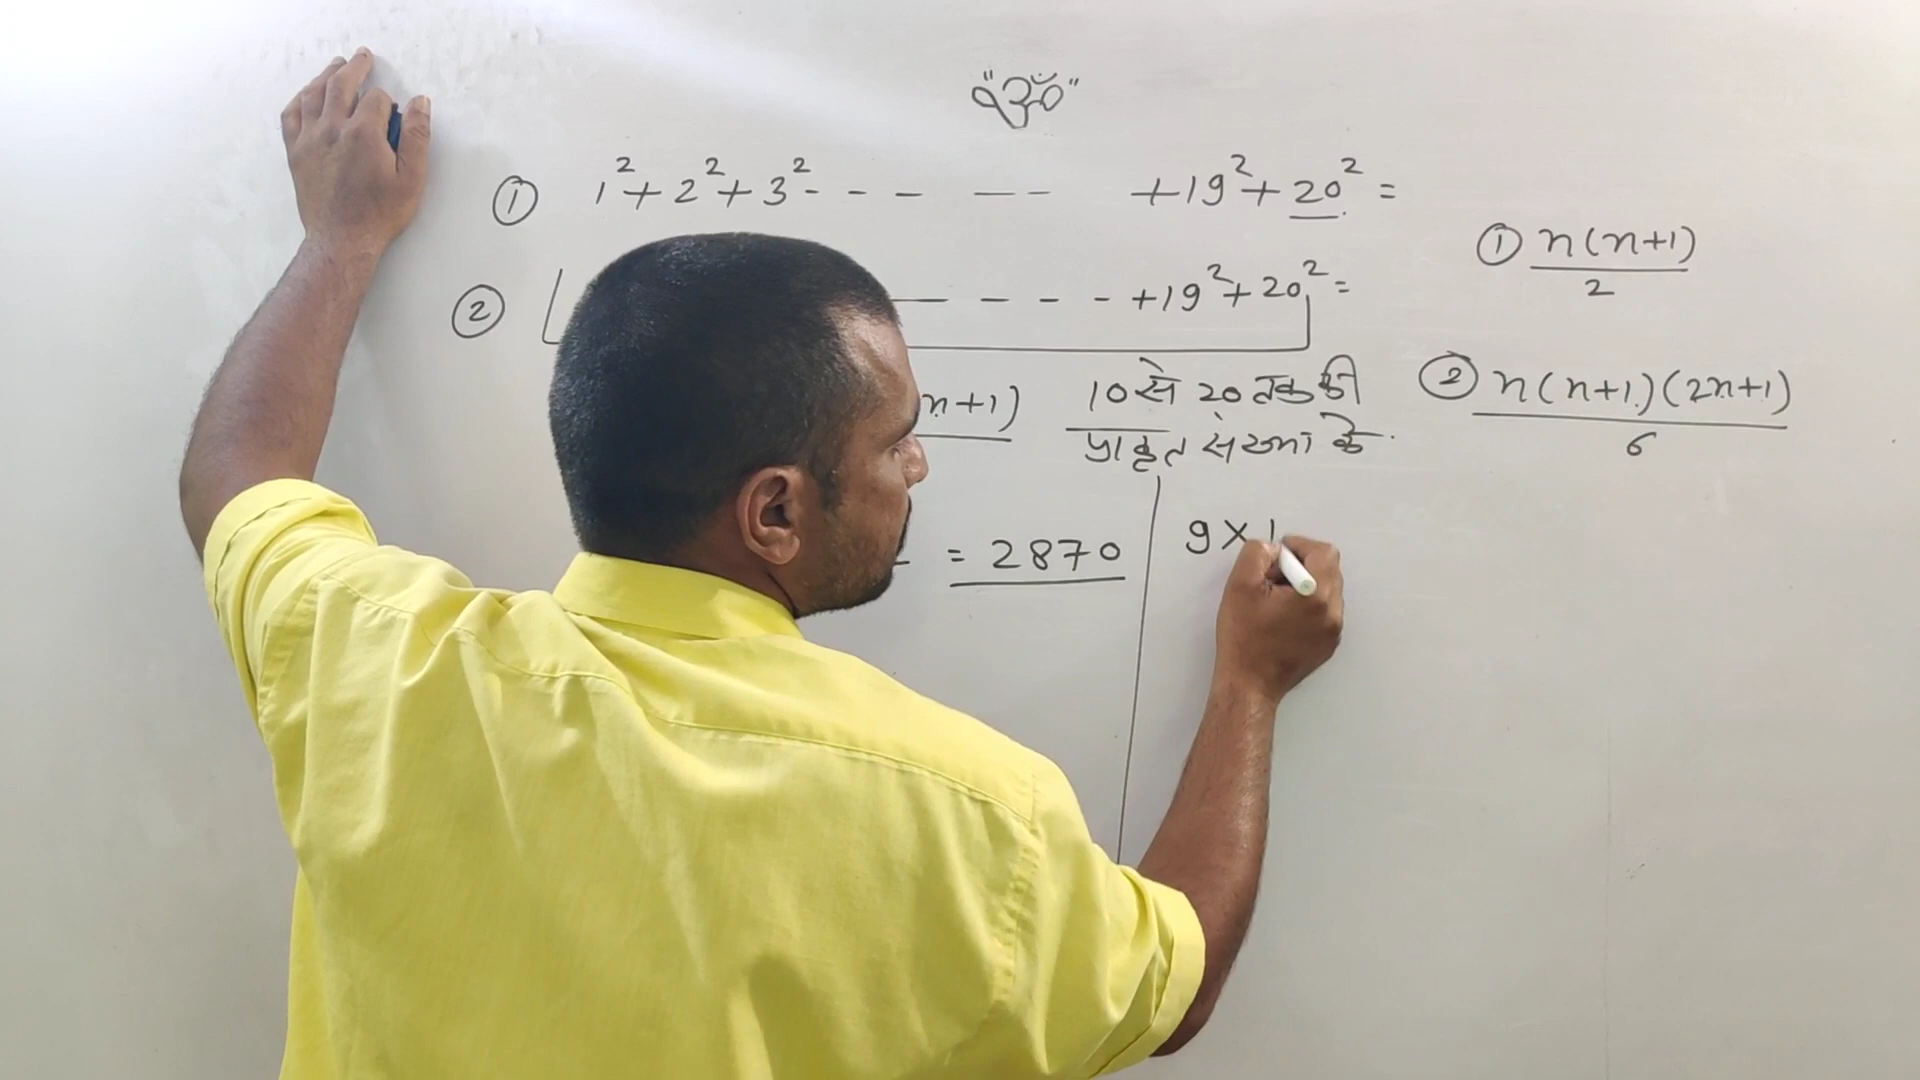 "ॐ"
① 1²+2²+3²- - - - - +19²+20² =
② - - - - +19²+20² =
n+1) 10 से 20 तक की
प्राकृत संख्या के
= 2870
9×1
① n(n+1)
2
② n(n+1)(2n+1)
6